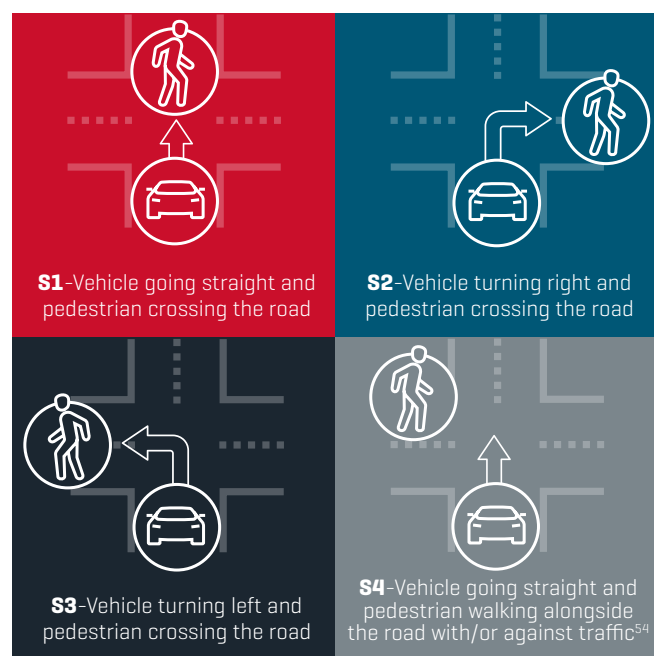 S1-Vehicle going straight and
pedestrian crossing the road
S2-Vehicle turning right and
pedestrian crossing the road
S3-Vehicle turning left and
pedestrian crossing the road
S4-Vehicle going straight and
pedestrian walking alongside
the road with/or against traffic54